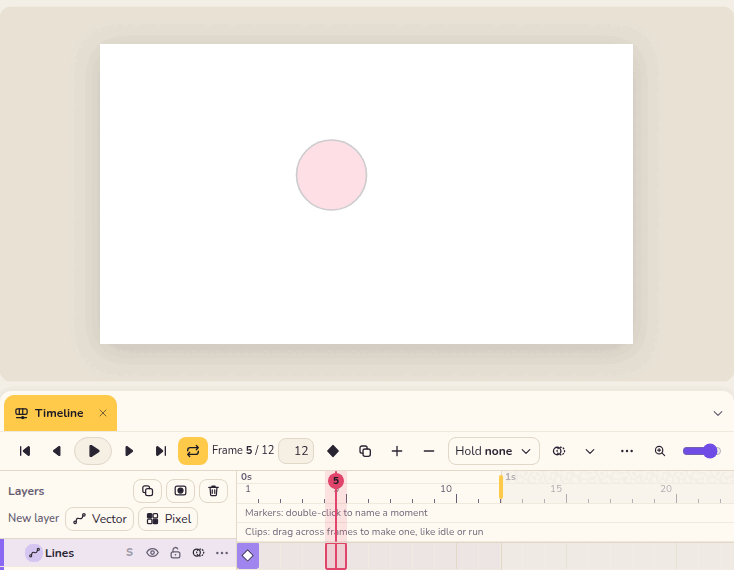 Timeline
Frame 5 / 12
12
Hold none
Layers
0s
1s
1
5
10
15
20
New layer
Vector
Pixel
Markers: double-click to name a moment
Clips: drag across frames to make one, like idle or run
Lines
S